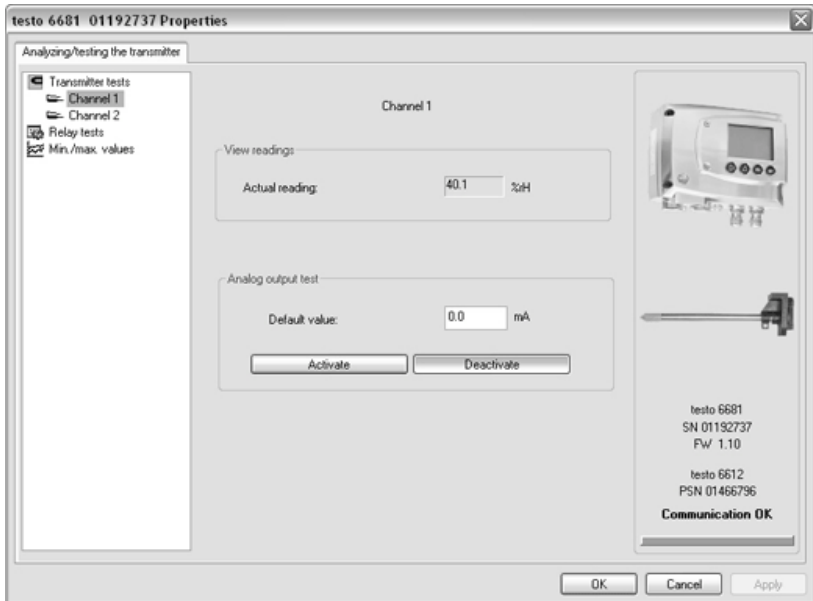 testo 6681 01192737 Properties
Analyzing/testing the transmitter
Transmitter tests
Channel 1
Channel 2
Relay tests
Min./max. values
Channel 1
View readings
Actual reading: 40.1 %rH
Analog output test
Default value: 0.0 mA
Activate Deactivate
testo 6681
SN 01192737
FW 1.10
testo 6612
PSN 01466796
Communication OK
OK Cancel Apply